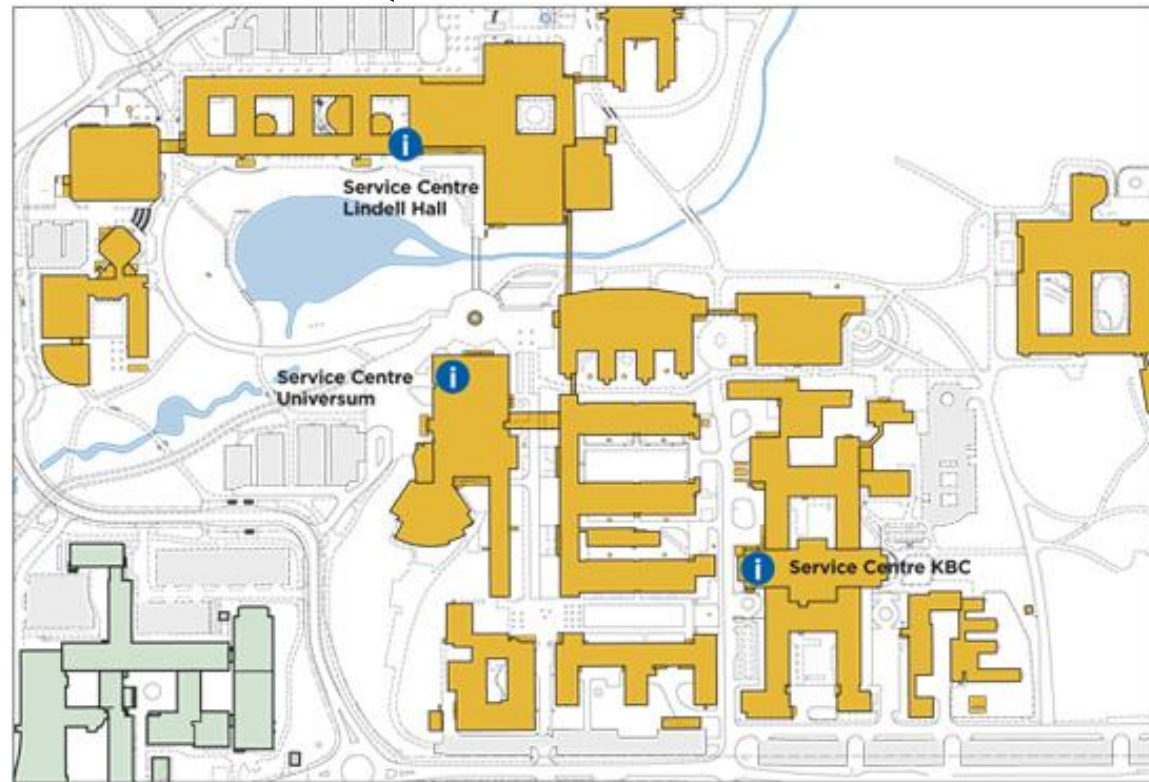 i
Service Centre
Lindell Hall
i
Service Centre
Universum
i
Service Centre KBC